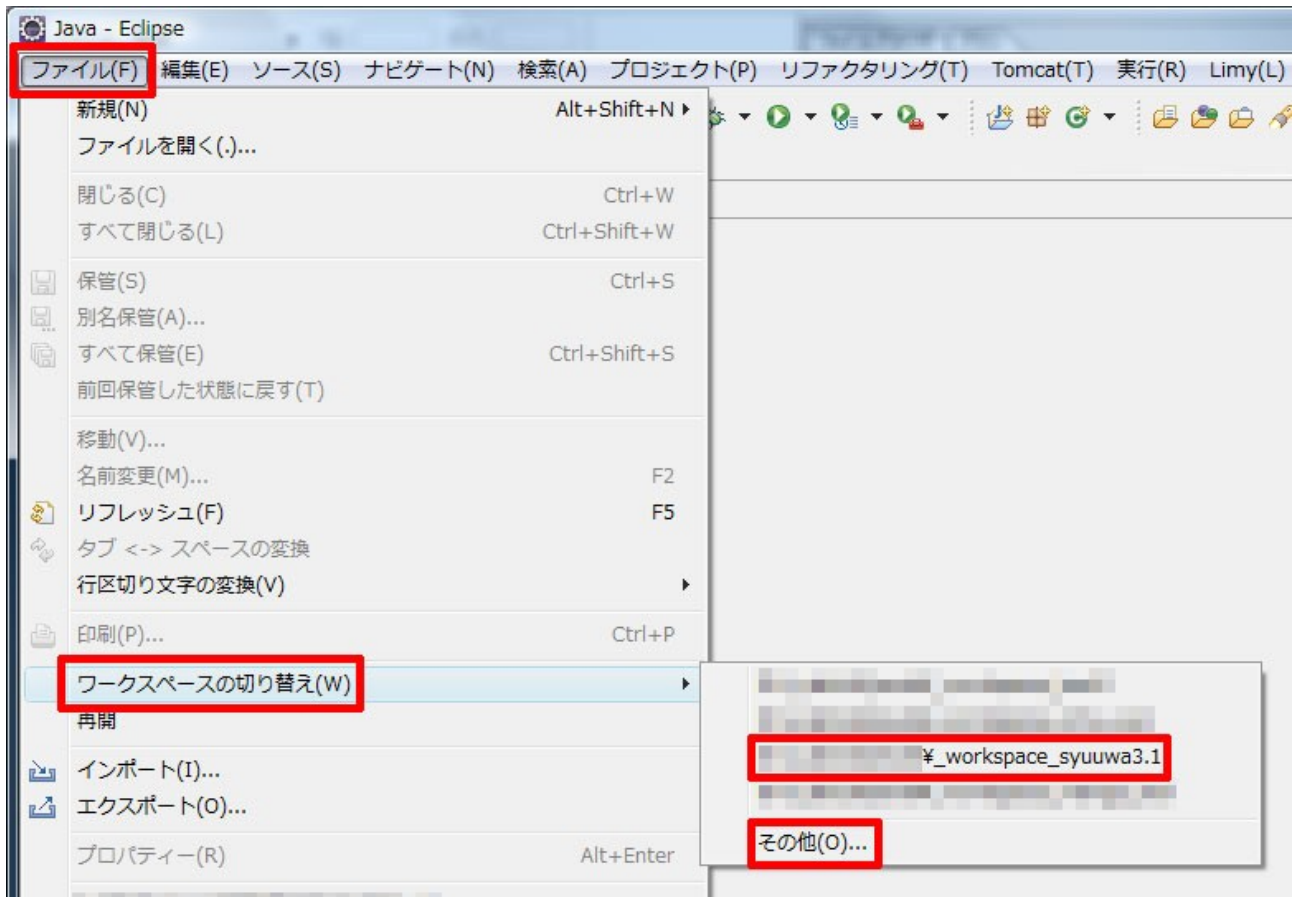 Java - Eclipse
ファイル(F) 編集(E) ソース(S) ナビゲート(N) 検索(A) プロジェクト(P) リファクタリング(T) Tomcat(T) 実行(R) Limy(L)
新規(N) Alt+Shift+N
ファイルを開く(.)...
閉じる(C) Ctrl+W
すべて閉じる(L) Ctrl+Shift+W
保管(S) Ctrl+S
別名保管(A)...
すべて保管(E) Ctrl+Shift+S
前回保管した状態に戻す(T)
移動(V)...
名前変更(M)... F2
リフレッシュ(F) F5
タブ <-> スペースの変換
行区切り文字の変換(V)
印刷(P)... Ctrl+P
ワークスペースの切り替え(W)
再開
¥_workspace_syuuwa3.1
インポート(I)...
エクスポート(O)...
その他(O)...
プロパティー(R) Alt+Enter